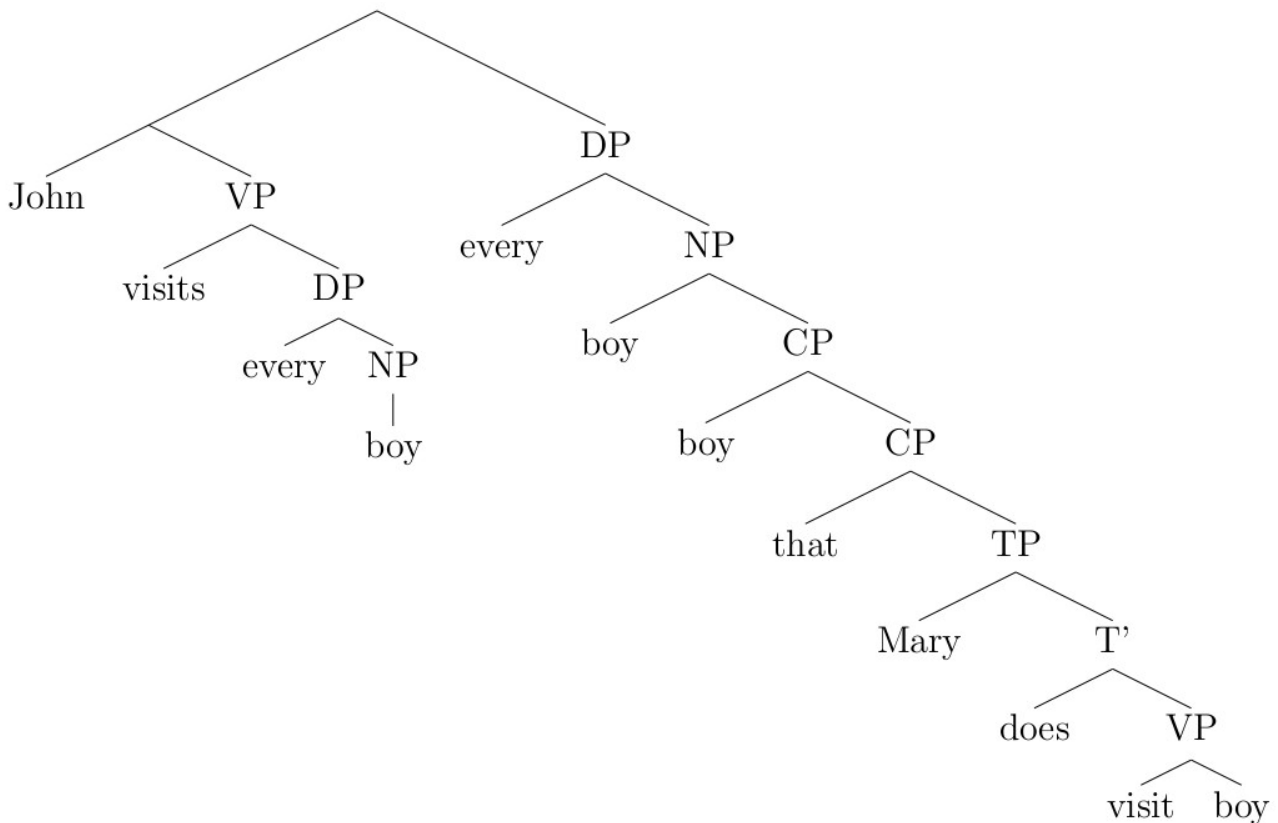 DP
John VP
every NP
visits DP
boy CP
every NP
boy boy CP
that TP
Mary T’
does VP
visit boy